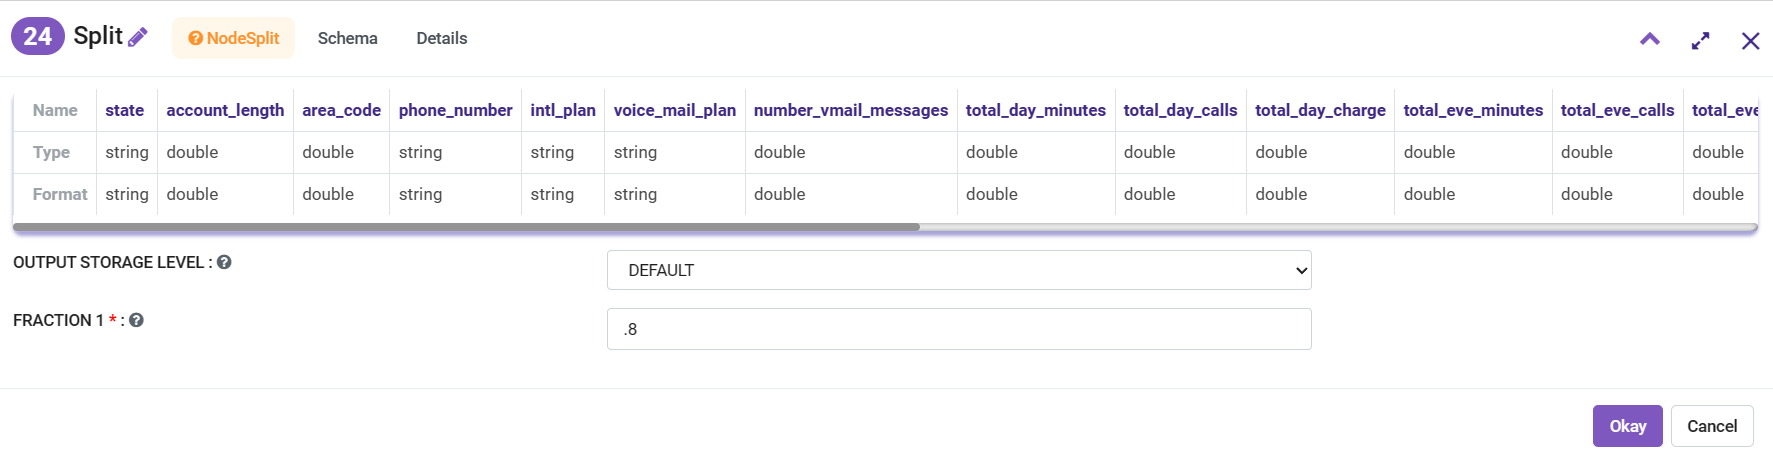 24 Split NodeSplit Schema Details
Name state account_length area_code phone_number intl_plan voice_mail_plan number_vmail_messages total_day_minutes total_day_calls total_day_charge total_eve_minutes total_eve_calls total_eve
Type string double double string string string double double double double double double double
Format string double double string string string double double double double double double double
OUTPUT STORAGE LEVEL :
DEFAULT
FRACTION 1 * :
.8
Okay Cancel